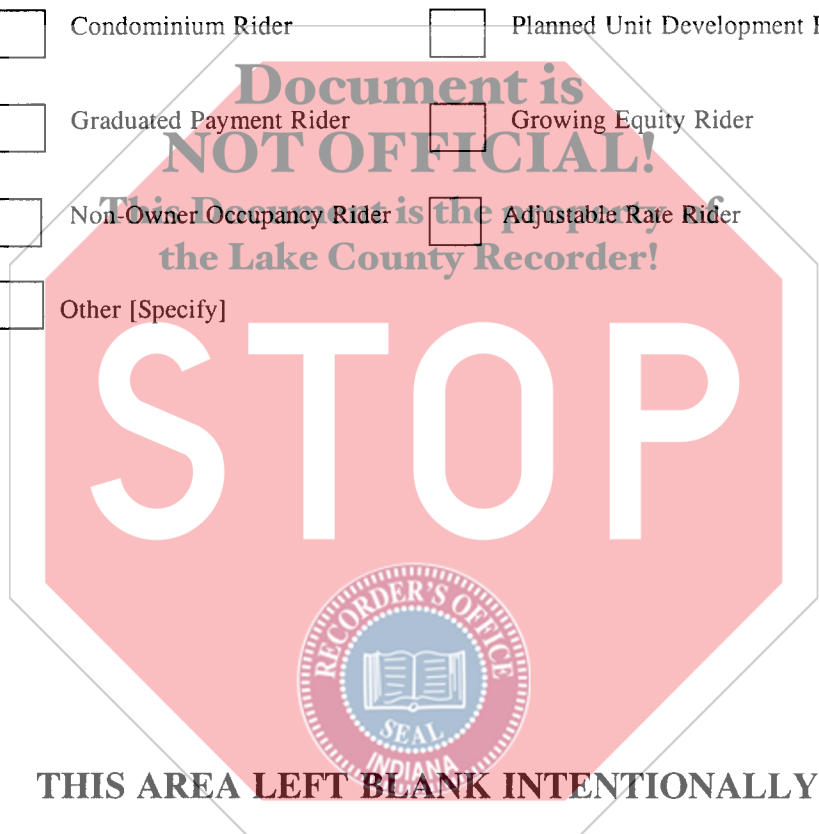 Condominium Rider Planned Unit Development
Document is
Graduated Payment Rider Growing Equity Rider
NOT OFFICIAL!
This Document is the property of
Non-Owner Occupancy Rider Adjustable Rate Rider
the Lake County Recorder!
Other [Specify]
STOP
RECORDER'S OFFICE
SEAL
INDIANA
THIS AREA LEFT BLANK INTENTIONALLY